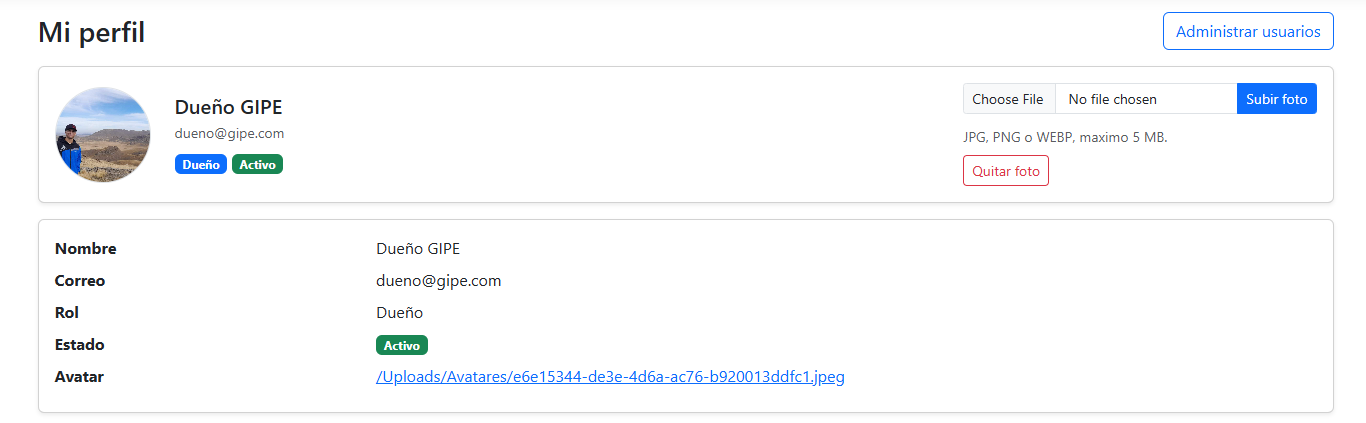 Mi perfil
Administrar usuarios
Dueño GIPE
dueno@gipe.com
Dueño Activo
Choose File No file chosen Subir foto
JPG, PNG o WEBP, maximo 5 MB.
Quitar foto
Nombre Dueño GIPE
Correo dueno@gipe.com
Rol Dueño
Estado Activo
Avatar /Uploads/Avatares/e6e15344-de3e-4d6a-ac76-b920013ddfc1.jpeg